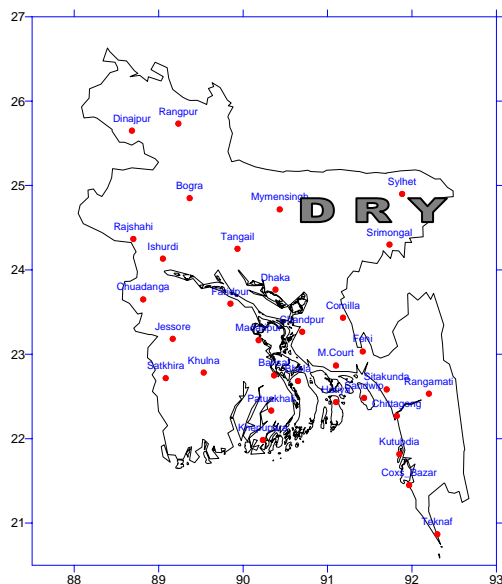 27
26
25
24
23
22
21
88
89
90
91
92
93
Rangpur
Dinajpur
Sylhet
Bogra
Mymensingh
DRY
Rajshahi
Tangail
Srimongal
Ishurdi
Dhaka
Chuadanga
Faridpur
Comilla
Chandpur
Jessore
Madaripur
Feni
M.Court
Khulna
Satkhira
Barisal
Bhola
Sitakunda
Rangamati
Hatiya
Sandwip
Patuakhali
Chittagong
Khepupara
Kutubdia
Coxs Bazar
Teknaf